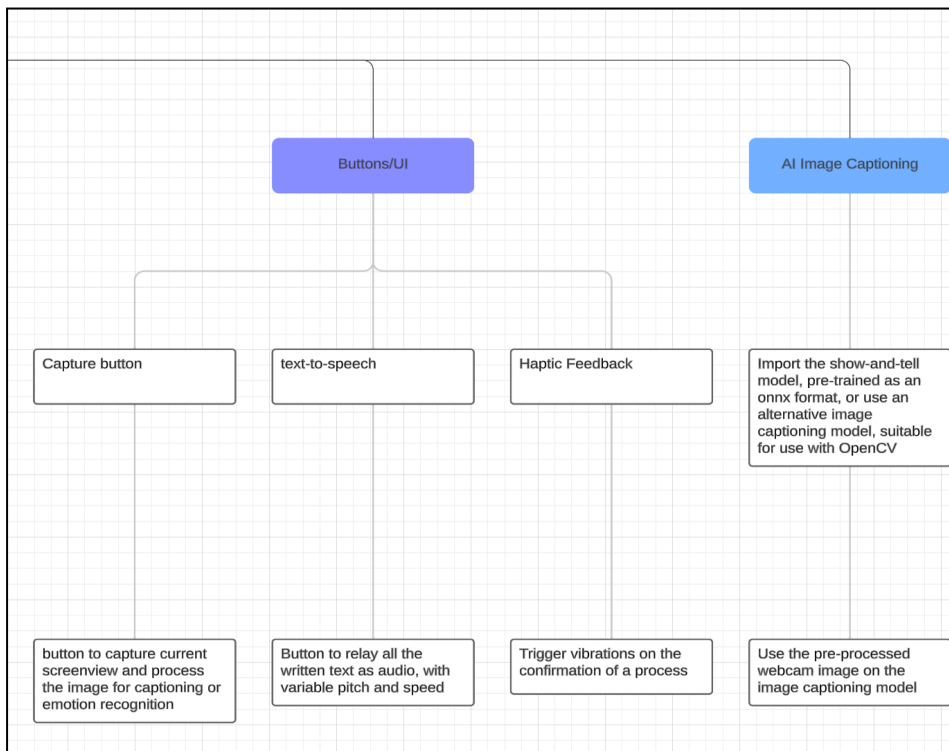 Buttons/UI
AI Image Captioning
Capture button
text-to-speech
Haptic Feedback
Import the show-and-tell
model, pre-trained as an
onnx format, or use an
alternative image
captioning model, suitable
for use with OpenCV
button to capture current
screenview and process
the image for captioning or
emotion recognition
Button to relay all the
written text as audio, with
variable pitch and speed
Trigger vibrations on the
confirmation of a process
Use the pre-processed
webcam image on the
image captioning model